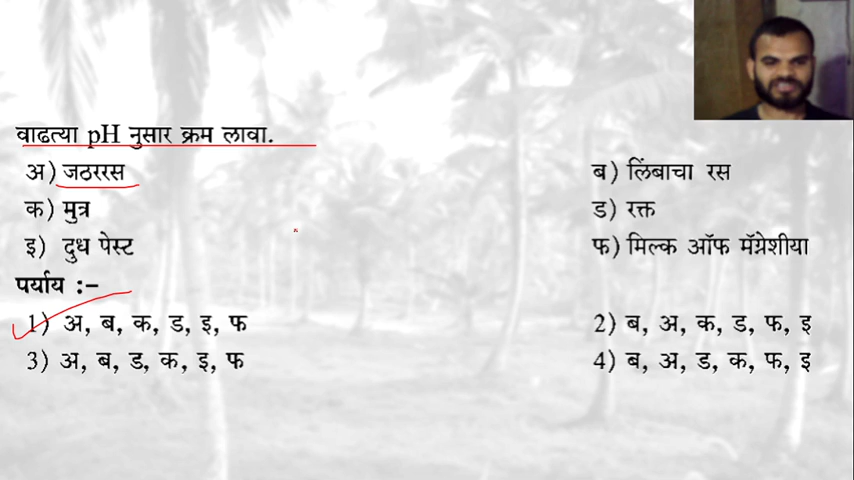 वाढत्या pH नुसार क्रम लावा.
अ) जठररस ब) लिंबाचा रस
क) मुत्र ड) रक्त
इ) दुध पेस्ट फ) मिल्क ऑफ मॅग्नेशीया
पर्याय :–
1) अ, ब, क, ड, इ, फ 2) ब, अ, क, ड, फ, इ
3) अ, ब, ड, क, इ, फ 4) ब, अ, ड, क, फ, इ